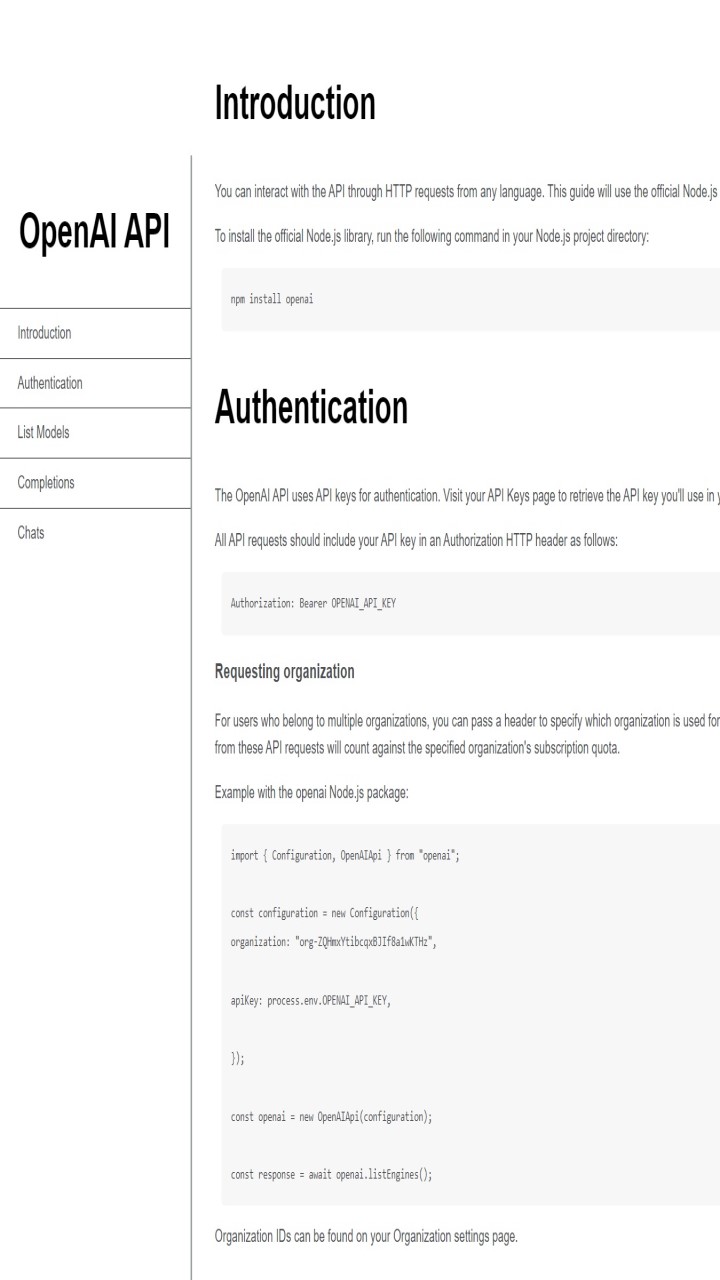 OpenAI API
Introduction
Authentication
List Models
Completions
Chats
Introduction
You can interact with the API through HTTP requests from any language. This guide will use the official Node.js
To install the official Node.js library, run the following command in your Node.js project directory:
npm install openai
Authentication
The OpenAI API uses API keys for authentication. Visit your API Keys page to retrieve the API key you'll use in y
All API requests should include your API key in an Authorization HTTP header as follows:
Authorization: Bearer OPENAI_API_KEY
Requesting organization
For users who belong to multiple organizations, you can pass a header to specify which organization is used for
from these API requests will count against the specified organization's subscription quota.
Example with the openai Node.js package:
import { Configuration, OpenAIApi } from "openai";
const configuration = new Configuration({
organization: "org-ZQHmxYtibcqxBJIf8a1wKTHz",
apiKey: process.env.OPENAI_API_KEY,
});
const openai = new OpenAIApi(configuration);
const response = await openai.listEngines();
Organization IDs can be found on your Organization settings page.